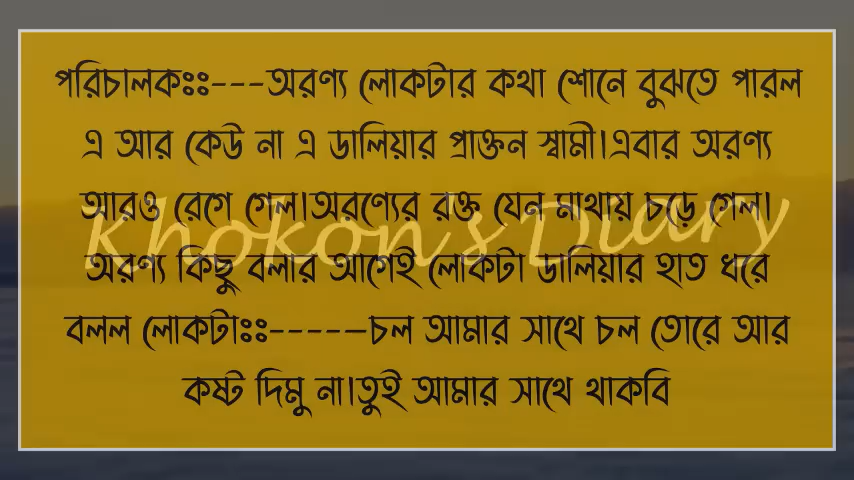 পরিচালকঃঃ---অরণ্য লোকটার কথা শোনে বুঝতে পারল
এ আর কেউ না এ ডালিয়ার প্রাক্তন স্বামী।এবার অরণ্য
আরও রেগে গেল।অরণ্যের রক্ত যেন মাথায় চড়ে গেল।
Khokon's Diary
অরণ্য কিছু বলার আগেই লোকটা ডালিয়ার হাত ধরে
বলল লোকটাঃঃ-----চল আমার সাথে চল তোরে আর
কষ্ট দিমু না।তুই আমার সাথে থাকবি